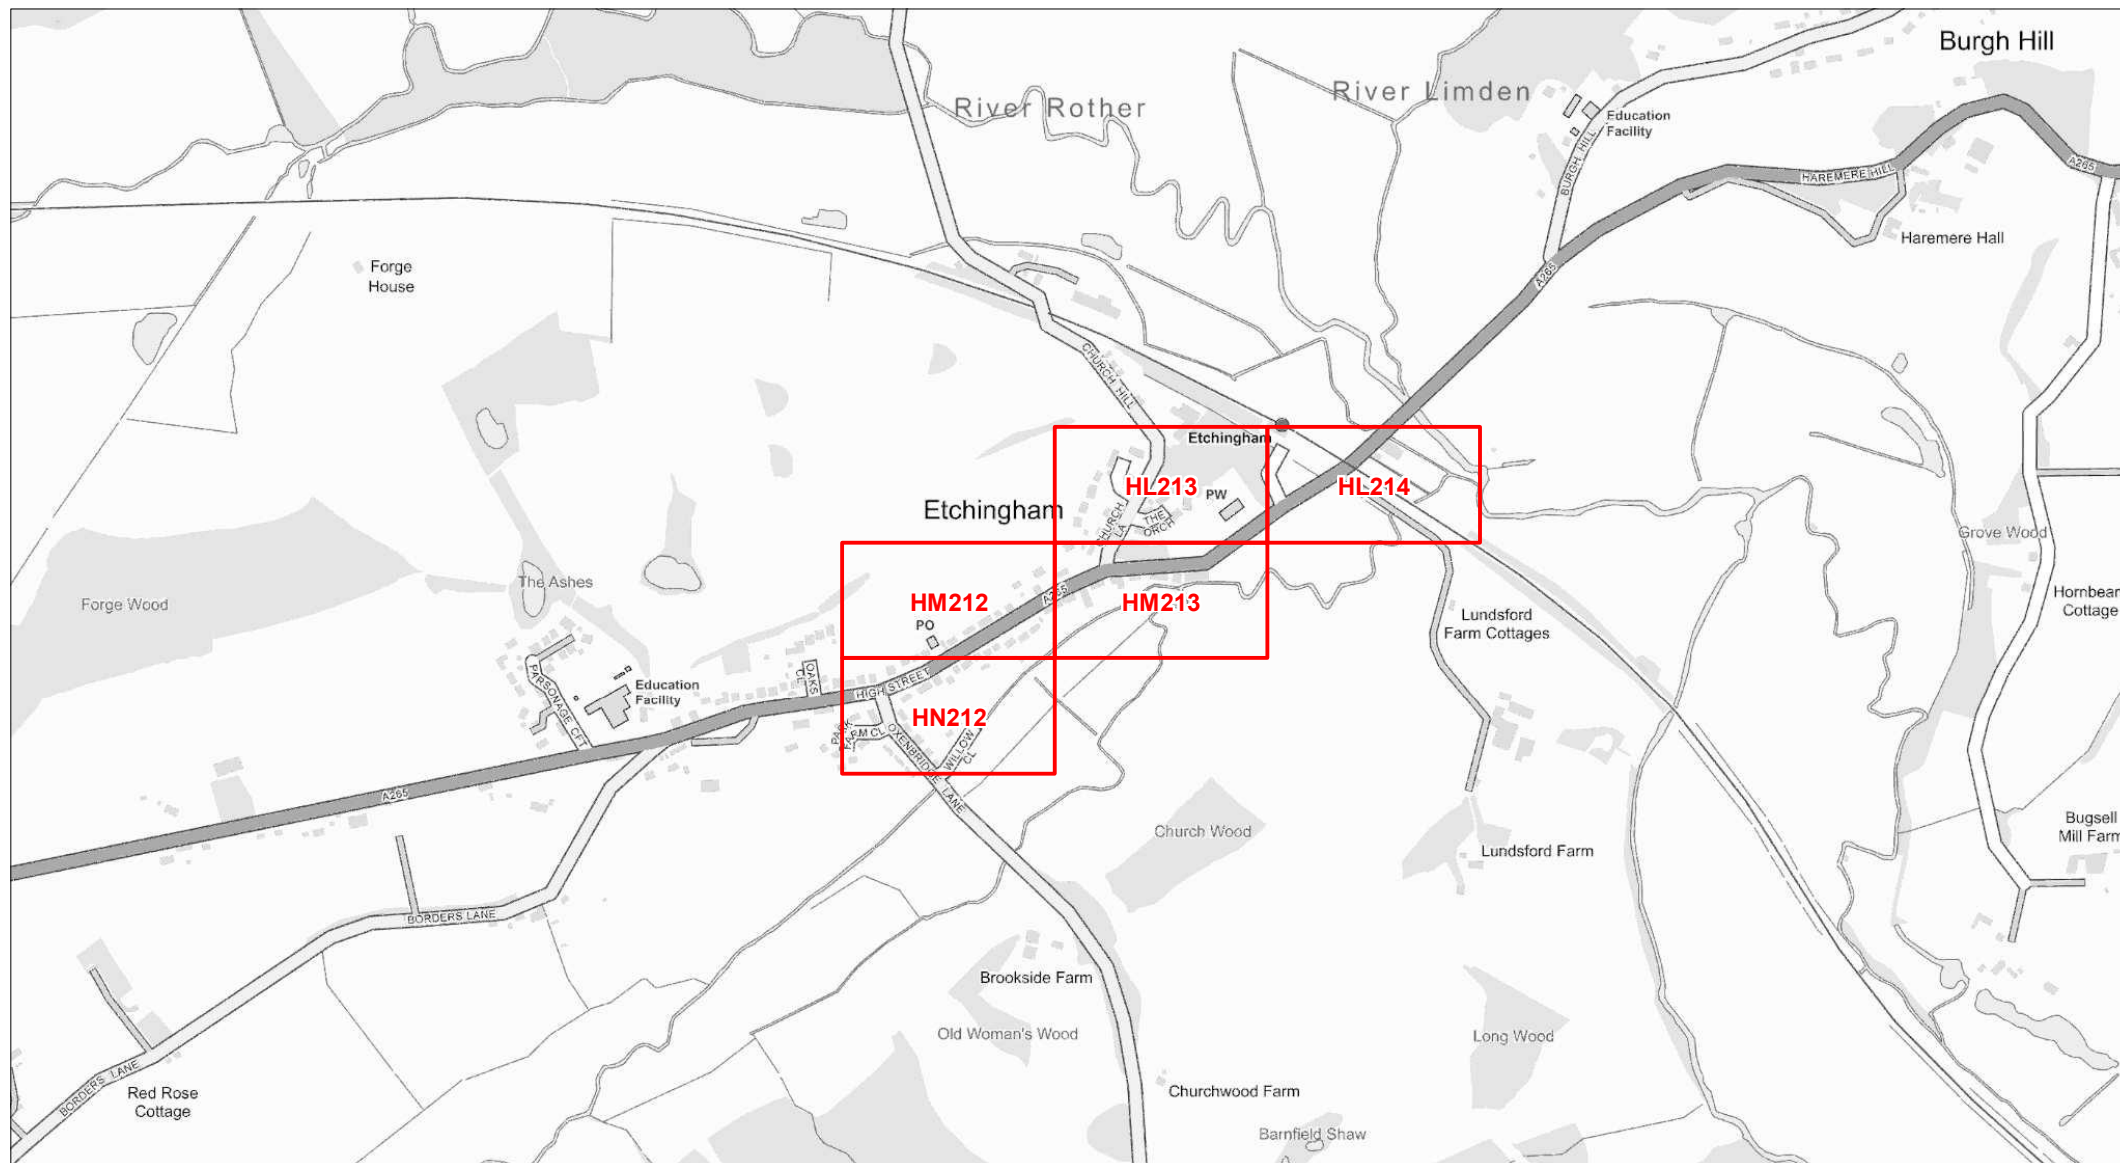 Burgh Hill
River Limden
River Rother
Education
Facility
BURGH HILL
HAREMERE HILL
A265
Haremere Hall
Forge
House
A265
CHURCH HILL
Etchingham
HL213
HL214
PW
Etchingham
CHURCH
LA
THE
ORCH
Grove Wood
The Ashes
Forge Wood
HM212
A265
HM213
PO
Lundsford
Farm Cottages
Hornbeam
Cottage
OAKS
CL
HIGH STREET
Education
Facility
PARSONAGE CFT
HN212
PARK
FARM CL
OXENBRIDGE LANE
WILLOW
CL
A265
Church Wood
Lundsford Farm
Bugsell
Mill Farm
BORDERS LANE
Brookside Farm
Old Woman's Wood
Long Wood
BORDERS LANE
Red Rose
Cottage
Churchwood Farm
Barnfield Shaw